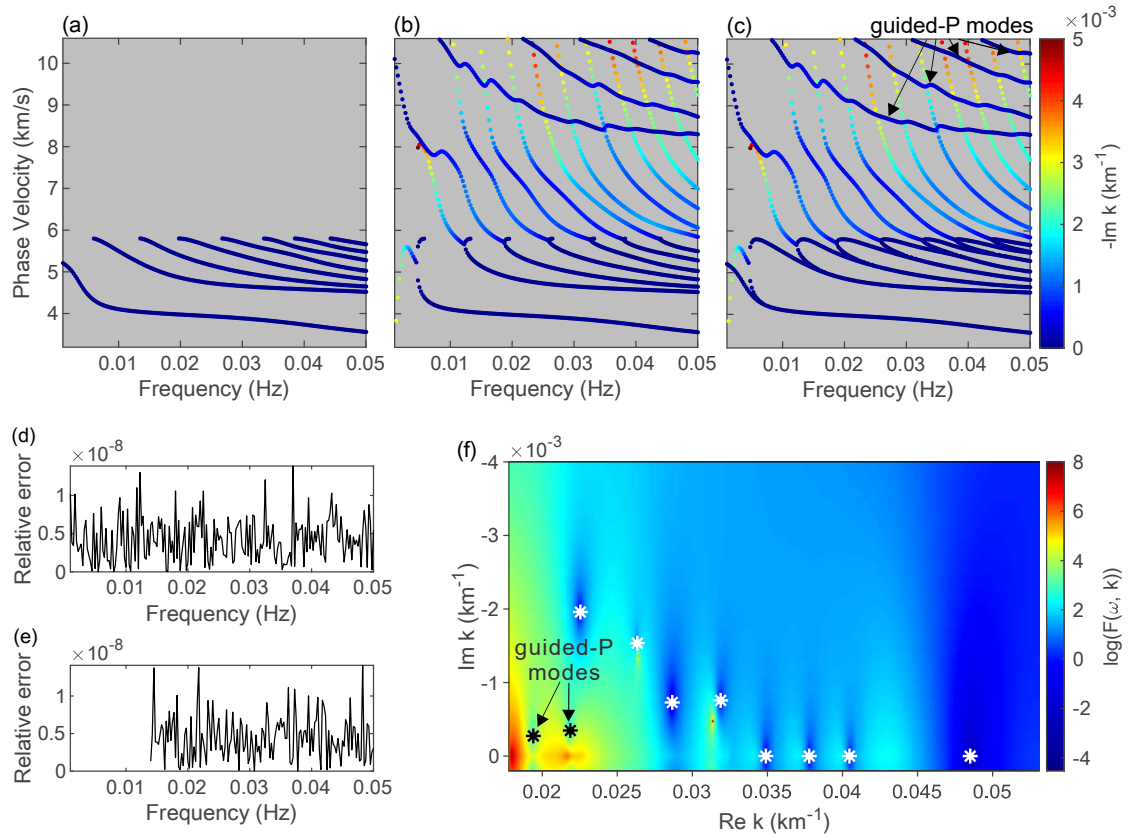 (a)
(b)
(c)
guided-P modes
×10⁻³
10
9
8
7
6
5
4
Phase Velocity (km/s)
0.01 0.02 0.03 0.04 0.05
Frequency (Hz)
0.01 0.02 0.03 0.04 0.05
Frequency (Hz)
0.01 0.02 0.03 0.04 0.05
Frequency (Hz)
5
4
3
2
1
0
-Im k (km⁻¹)
(d)
×10⁻⁸
1
0.5
0
Relative error
0.01 0.02 0.03 0.04 0.05
Frequency (Hz)
(e)
×10⁻⁸
1
0.5
0
Relative error
0.01 0.02 0.03 0.04 0.05
Frequency (Hz)
(f)
×10⁻³
-4
-3
-2
-1
0
Im k (km⁻¹)
guided-P
modes
0.02 0.025 0.03 0.035 0.04 0.045 0.05
Re k (km⁻¹)
8
6
4
2
0
-2
-4
log(F(ω, k))